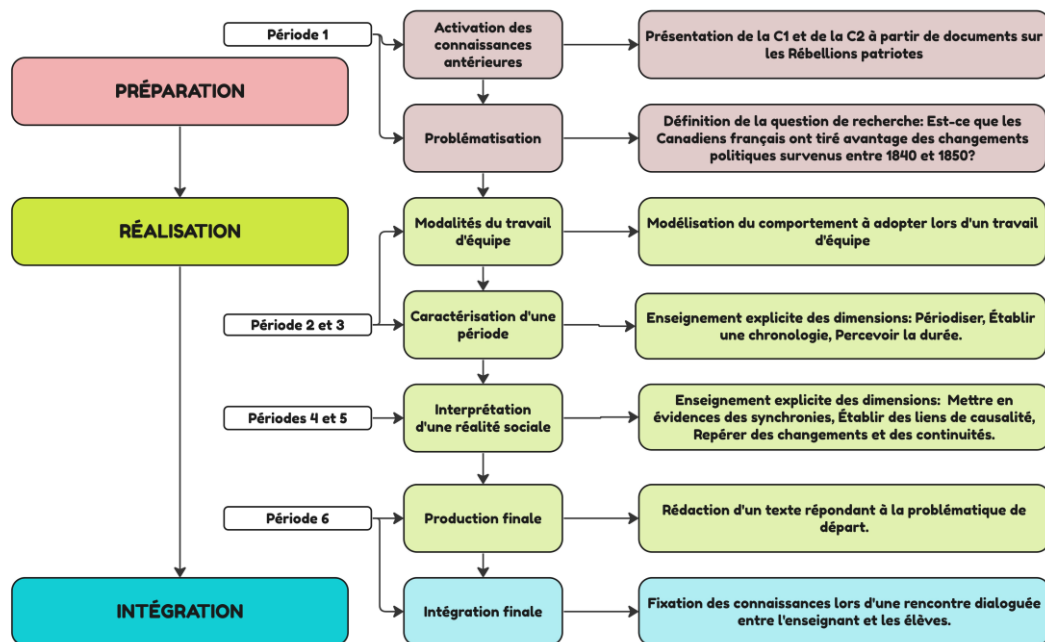 Période 1
Activation des
connaissances
antérieures
Présentation de la C1 et de la C2 à partir de documents sur
les Rébellions patriotes
PRÉPARATION
Problématisation
Définition de la question de recherche: Est-ce que les
Canadiens français ont tiré avantage des changements
politiques survenus entre 1840 et 1850?
RÉALISATION
Modalités du travail
d'équipe
Modélisation du comportement à adopter lors d'un travail
d'équipe
Période 2 et 3
Caractérisation d'une
période
Enseignement explicite des dimensions: Périodiser, Établir
une chronologie, Percevoir la durée.
Périodes 4 et 5
Interprétation
d'une réalité sociale
Enseignement explicite des dimensions: Mettre en
évidences des synchronies, Établir des liens de causalité,
Repérer des changements et des continuités.
Période 6
Production finale
Rédaction d'un texte répondant à la problématique de
départ.
INTÉGRATION
Intégration finale
Fixation des connaissances lors d'une rencontre dialoguée
entre l'enseignant et les élèves.